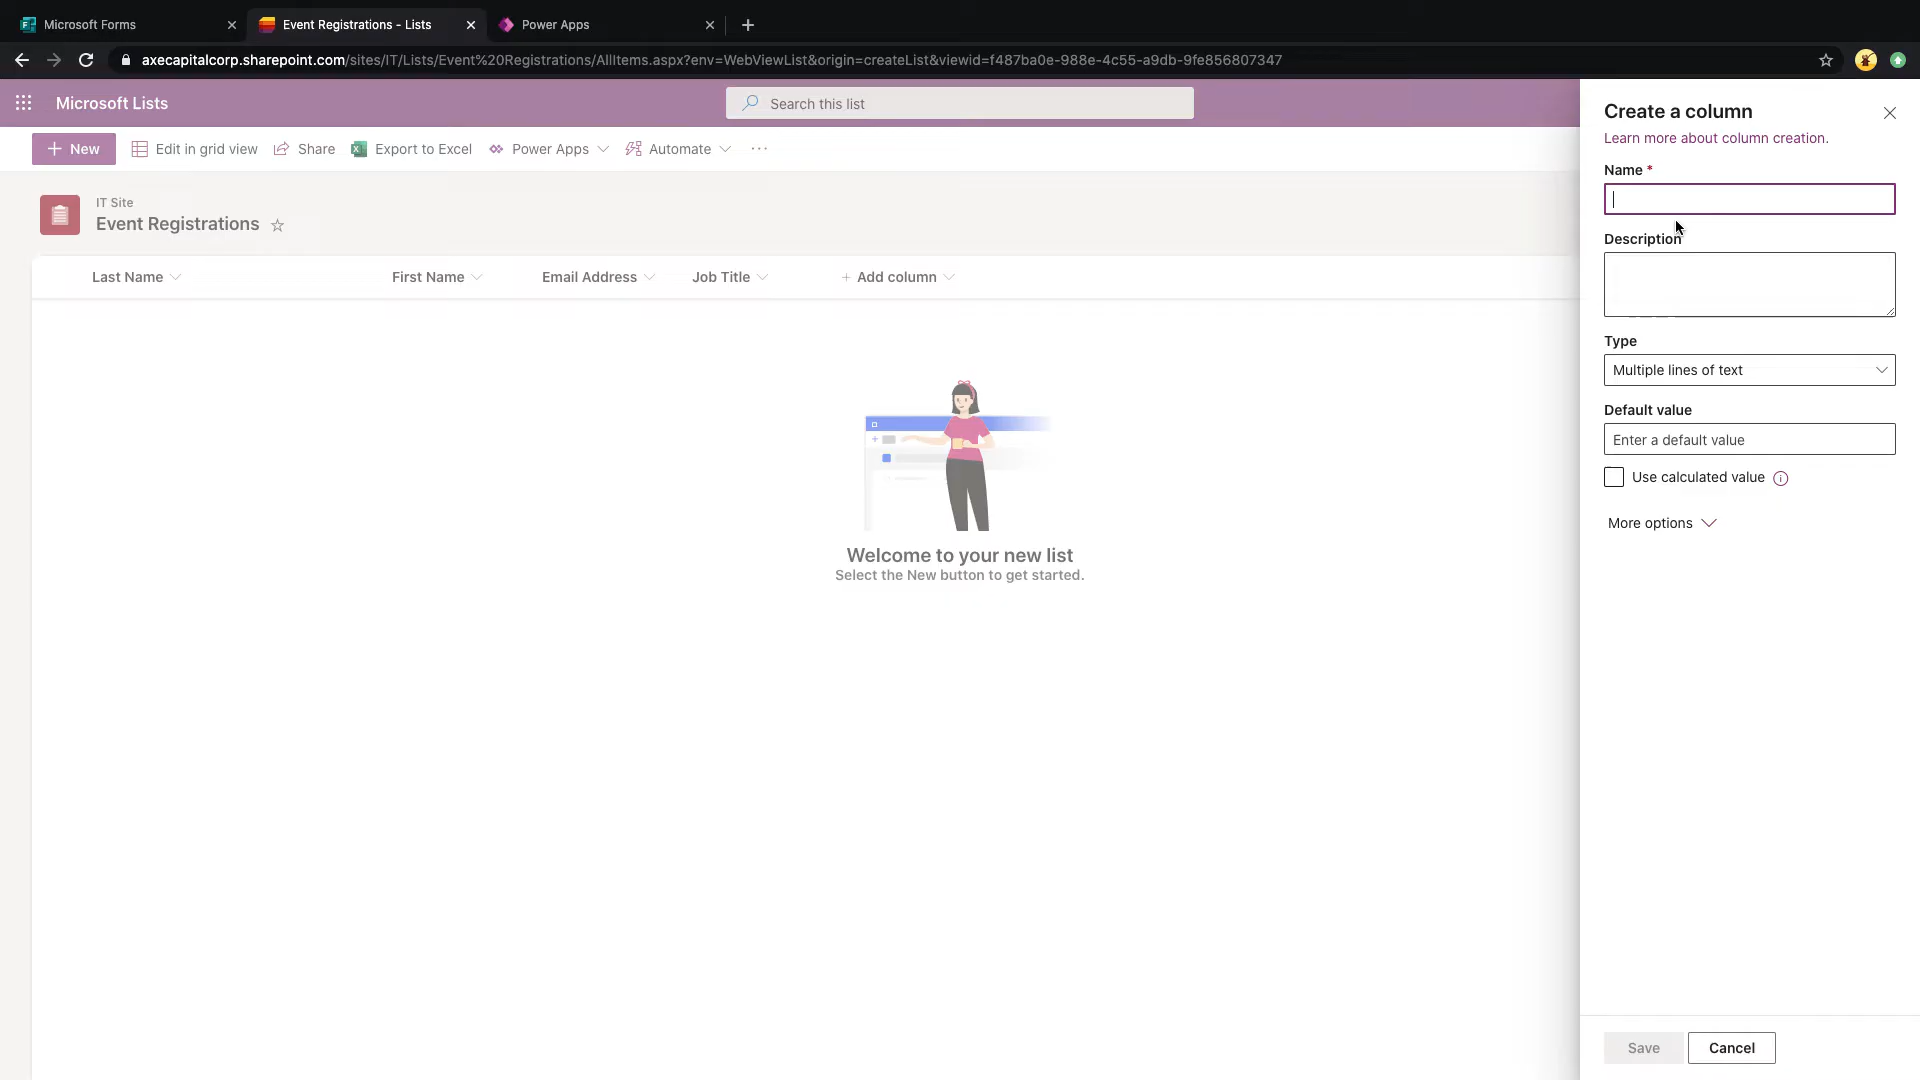 Microsoft Forms
Event Registrations - Lists
Power Apps
axecapitalcorp.sharepoint.com/sites/IT/Lists/Event%20Registrations/AllItems.aspx?env=WebViewList&origin=createList&viewid=f487ba0e-988e-4c55-a9db-9fe856807347
Microsoft Lists
Search this list
New
Edit in grid view
Share
Export to Excel
Power Apps
Automate
IT Site
Event Registrations
Last Name
First Name
Email Address
Job Title
Add column
Welcome to your new list
Select the New button to get started.
Create a column
Learn more about column creation.
Name *
Description
Type
Multiple lines of text
Default value
Enter a default value
Use calculated value
More options
Save
Cancel